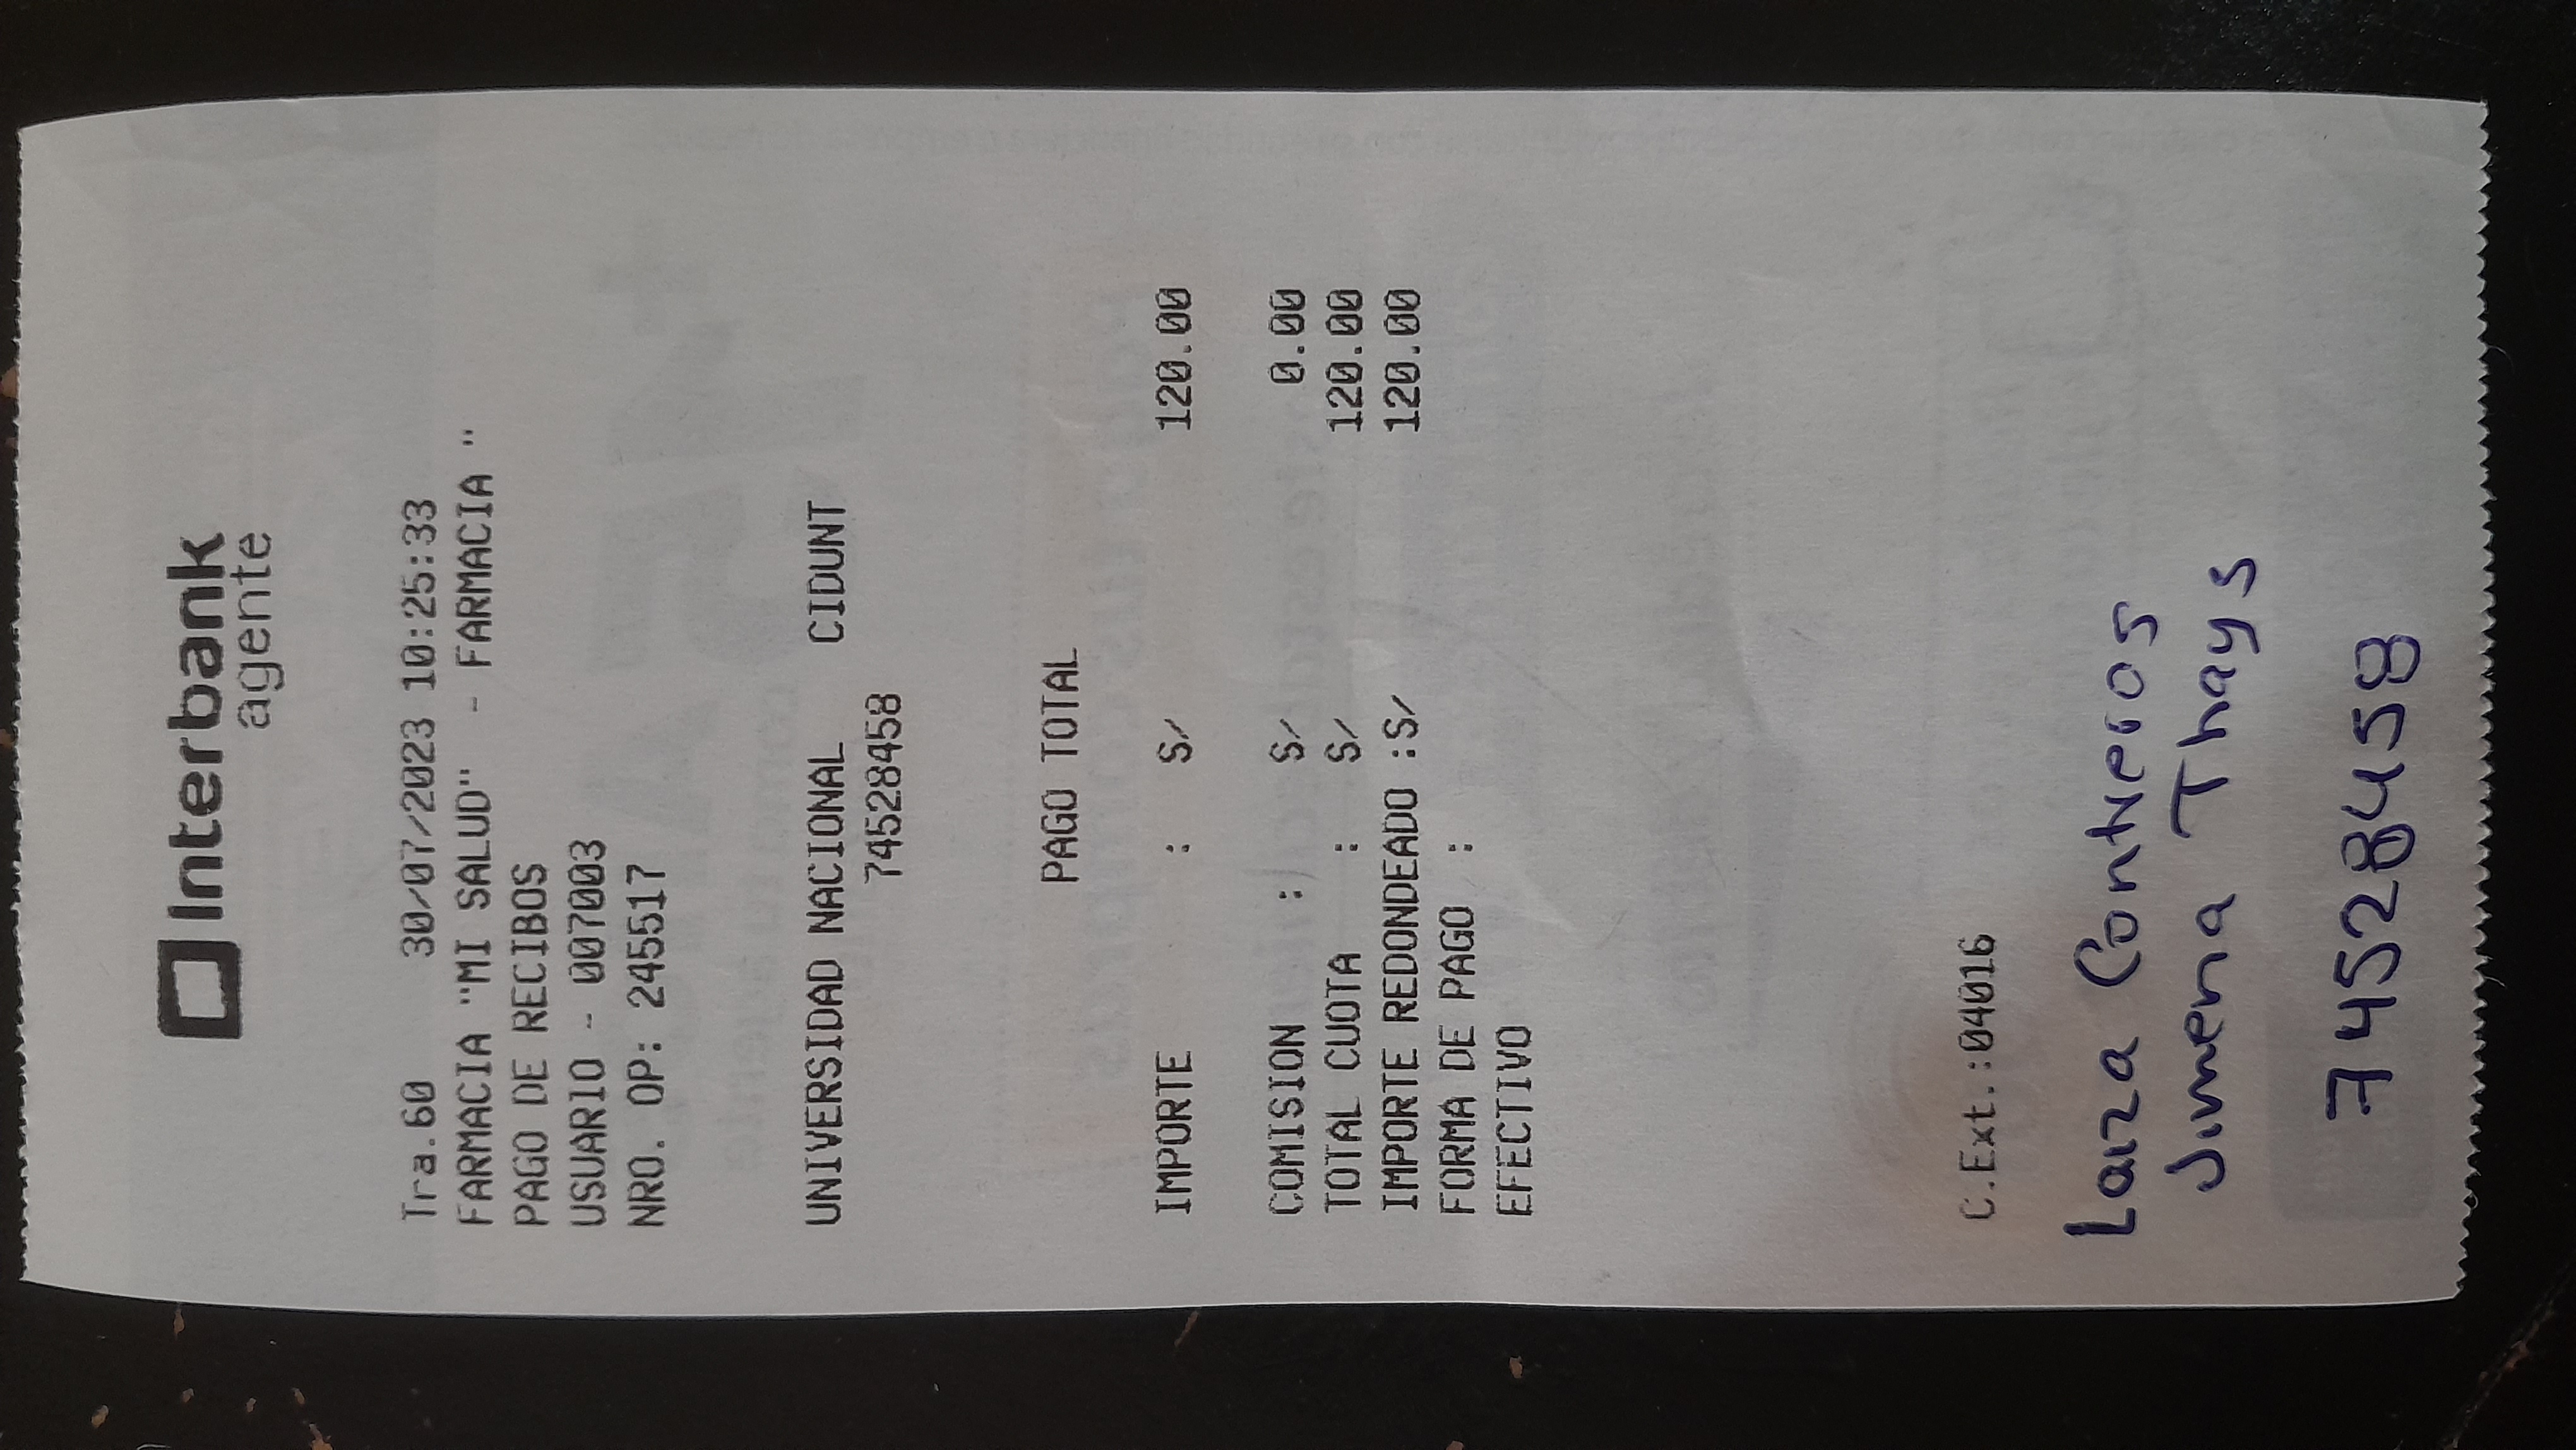 Interbank
agente
Tra.60 30/07/2023 10:25:33
FARMACIA "MI SALUD" - FARMACIA "
PAGO DE RECIBOS
USUARIO - 007003
NRO. OP: 245517
UNIVERSIDAD NACIONAL CIDUNT
74528458
PAGO TOTAL
IMPORTE : S/ 120.00
COMISION : S/ 0.00
TOTAL CUOTA : S/ 120.00
IMPORTE REDONDEADO :S/ 120.00
FORMA DE PAGO :
EFECTIVO
C.Ext.:04016
Laiza Contreros
Jimena Thays
74528458